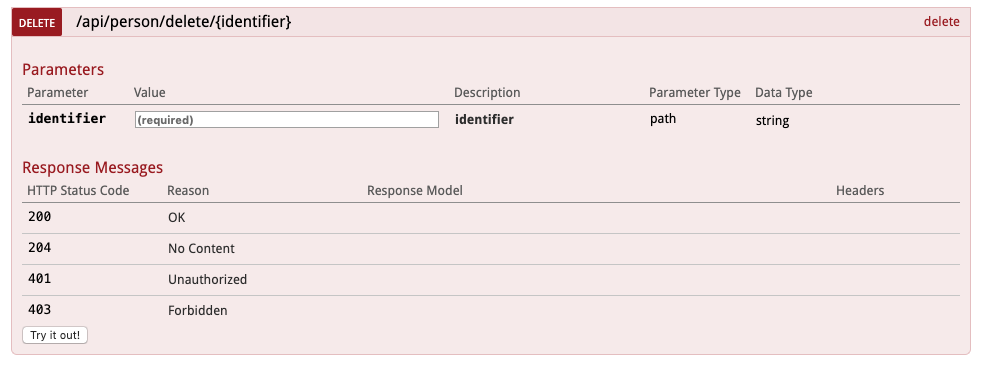 DELETE /api/person/delete/{identifier} delete
Parameters
Parameter Value Description Parameter Type Data Type
identifier (required) identifier path string
Response Messages
HTTP Status Code Reason Response Model Headers
200 OK
204 No Content
401 Unauthorized
403 Forbidden
Try it out!